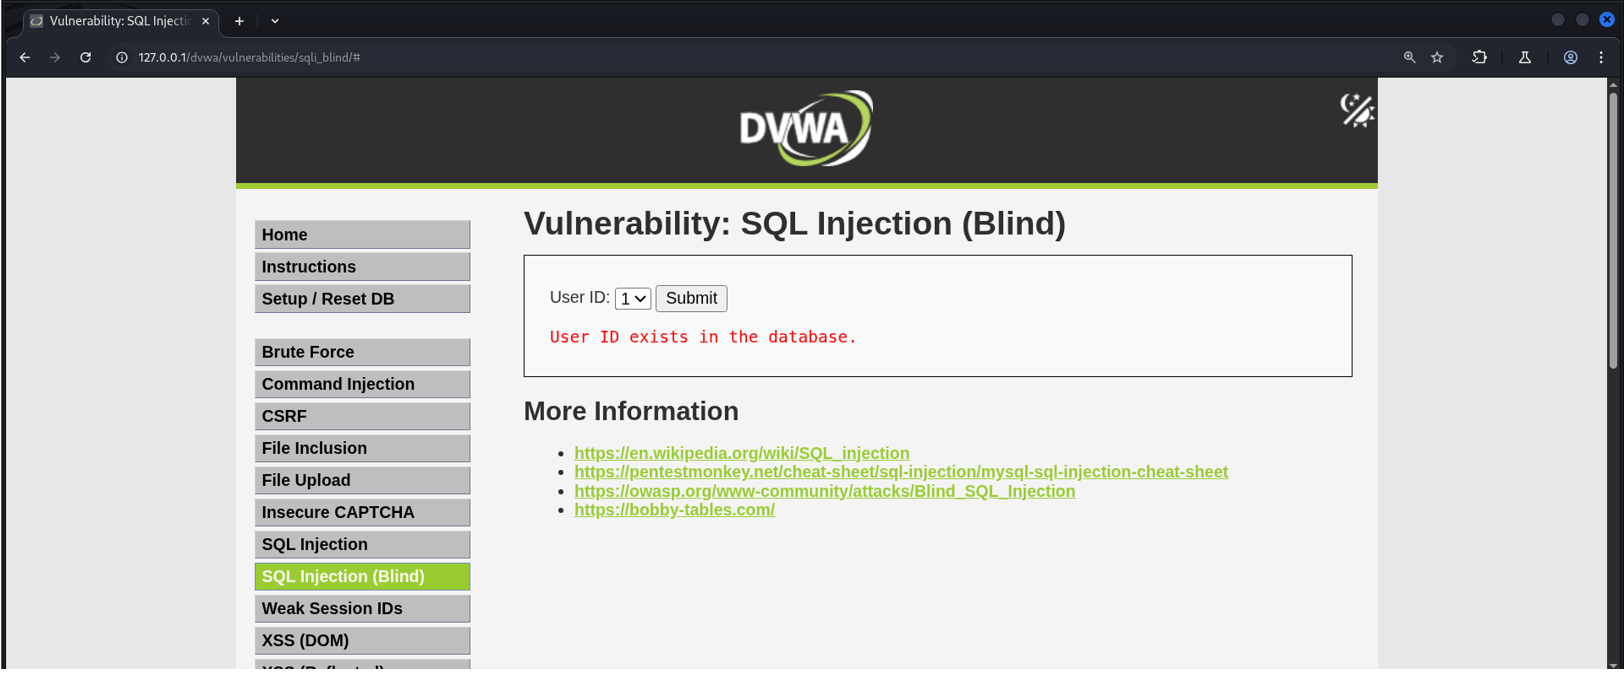 Vulnerability: SQL Injectio
127.0.0.1/dvwa/vulnerabilities/sqli_blind/#
DVWA
Home
Instructions
Setup / Reset DB
Brute Force
Command Injection
CSRF
File Inclusion
File Upload
Insecure CAPTCHA
SQL Injection
SQL Injection (Blind)
Weak Session IDs
XSS (DOM)
XSS (Reflected)
Vulnerability: SQL Injection (Blind)
User ID: 1 Submit
User ID exists in the database.
More Information
https://en.wikipedia.org/wiki/SQL_injection
https://pentestmonkey.net/cheat-sheet/sql-injection/mysql-sql-injection-cheat-sheet
https://owasp.org/www-community/attacks/Blind_SQL_Injection
https://bobby-tables.com/